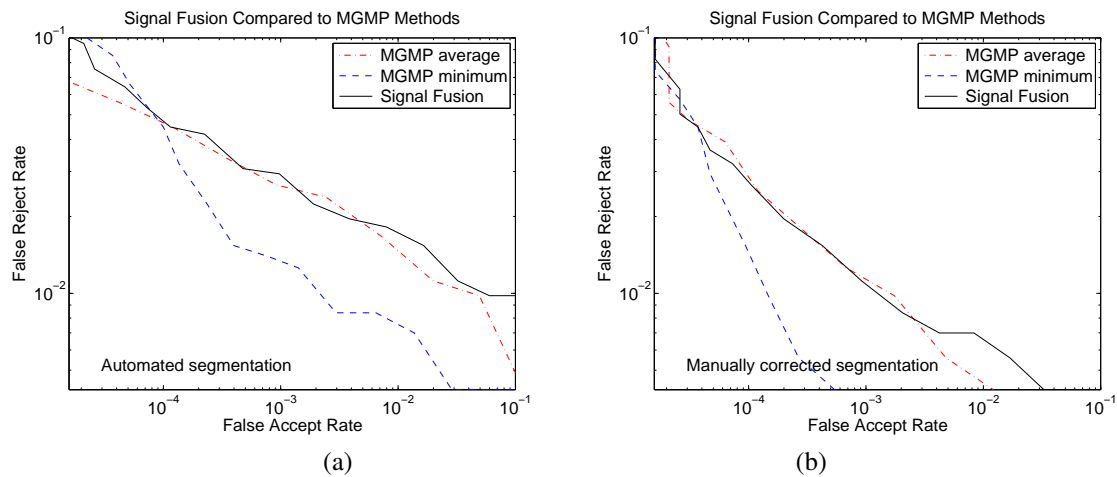 Signal Fusion Compared to MGMP Methods
10⁻¹
10⁻²
False Reject Rate
MGMP average
MGMP minimum
Signal Fusion
Automated segmentation
10⁻⁴
10⁻³
10⁻²
10⁻¹
False Accept Rate
(a)
Signal Fusion Compared to MGMP Methods
10⁻¹
10⁻²
False Reject Rate
MGMP average
MGMP minimum
Signal Fusion
Manually corrected segmentation
10⁻⁴
10⁻³
10⁻²
10⁻¹
False Accept Rate
(b)